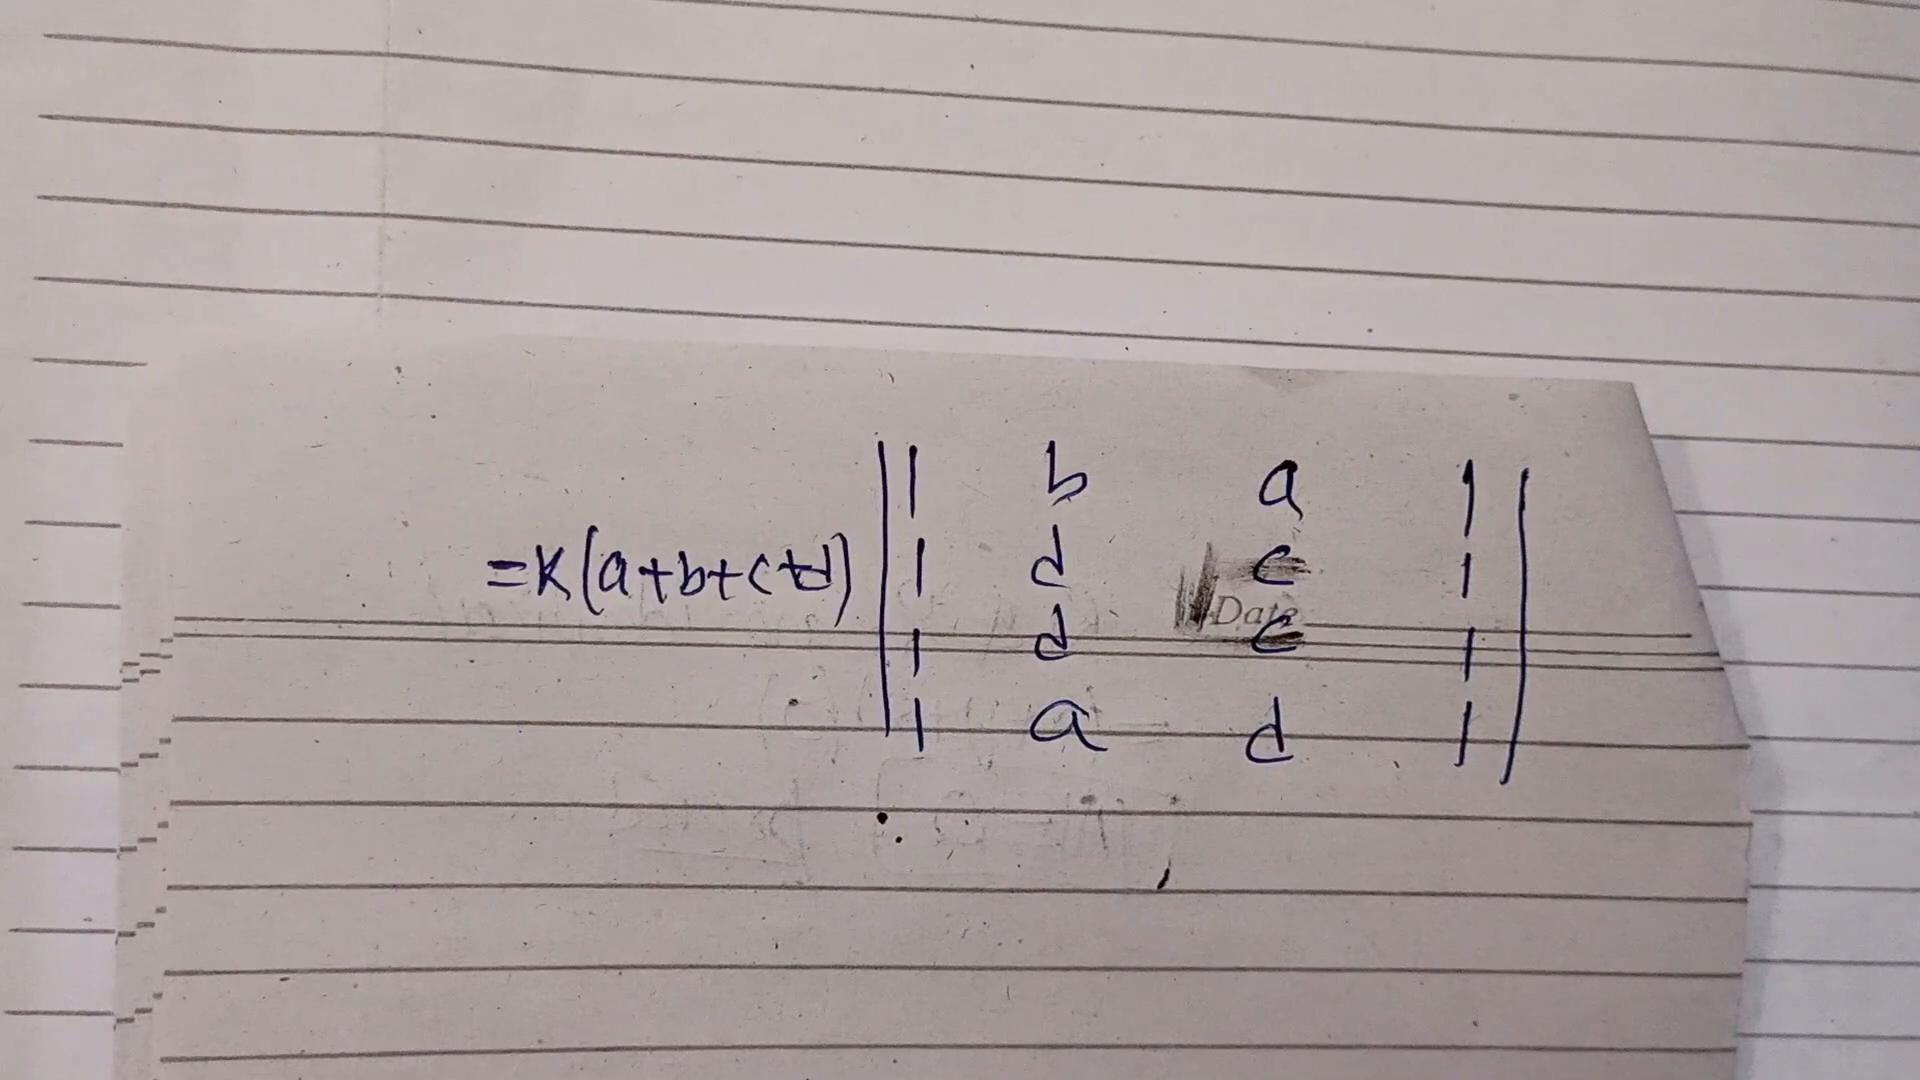 | 1 b a 1 |
| 1 d c 1 |
=K(a+b+c+d)
Date
| 1 d c 1 |
| 1 a d 1 |